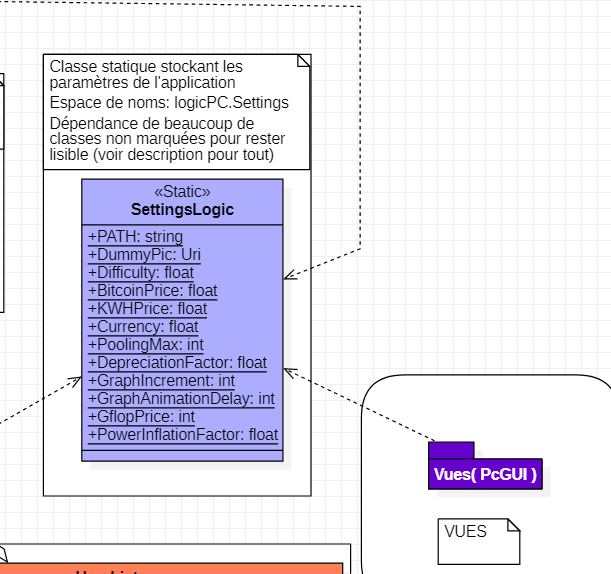 Classe statique stockant les
paramètres de l'application
Espace de noms: logicPC.Settings
Dépendance de beaucoup de
classes non marquées pour rester
lisible (voir description pour tout)
«Static»
SettingsLogic
+PATH: string
+DummyPic: Uri
+Difficulty: float
+BitcoinPrice: float
+KWHPrice: float
+Currency: float
+PoolingMax: int
+DepreciationFactor: float
+GraphIncrement: int
+GraphAnimationDelay: int
+GflopPrice: int
+PowerInflationFactor: float
Vues( PcGUI )
VUES